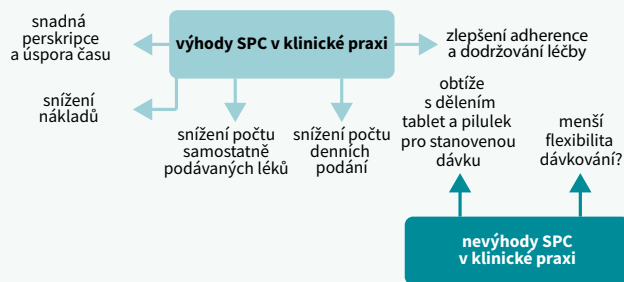 snadná
perskripce
a úspora času
výhody SPC v klinické praxi
zlepšení adherence
a dodržování léčby
snížení
nákladů
snížení počtu
samostatně
podávaných léků
snížení počtu
denních
podání
obtíže
s dělením
tablet a pilulek
pro stanovenou
dávku
menší
flexibilita
dávkování?
nevýhody SPC
v klinické praxi